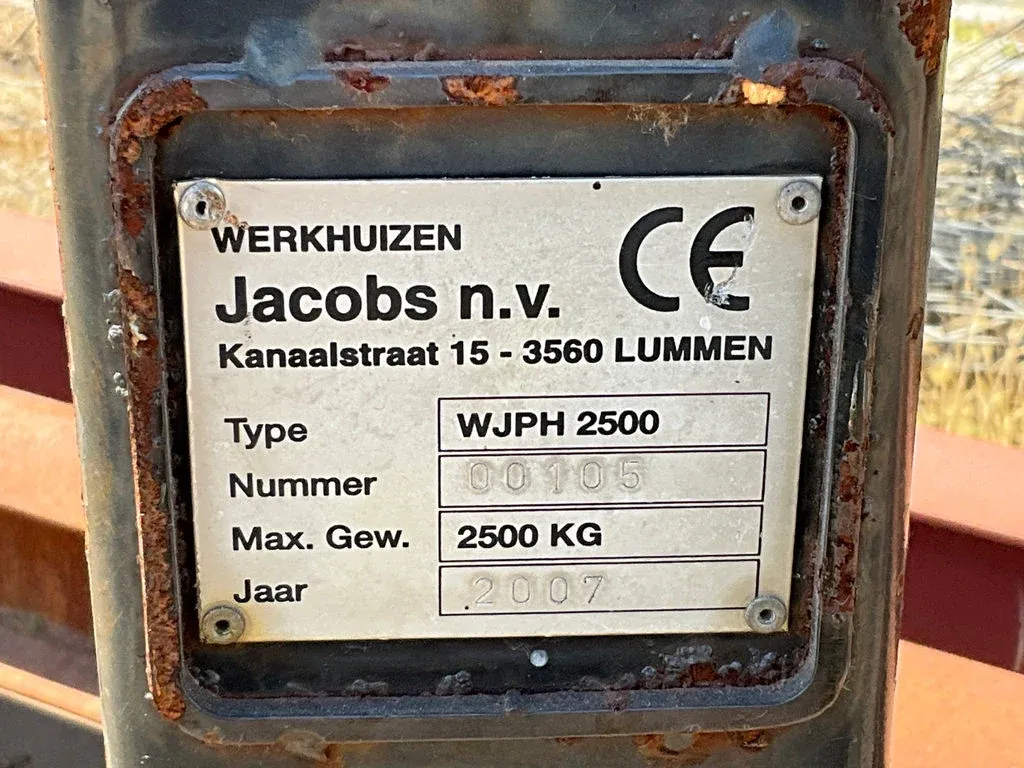 WERKHUIZEN
Jacobs n.v.
CE
Kanaalstraat 15 - 3560 LUMMEN
Type WJPH 2500
Nummer 00105
Max. Gew. 2500 KG
Jaar 2007